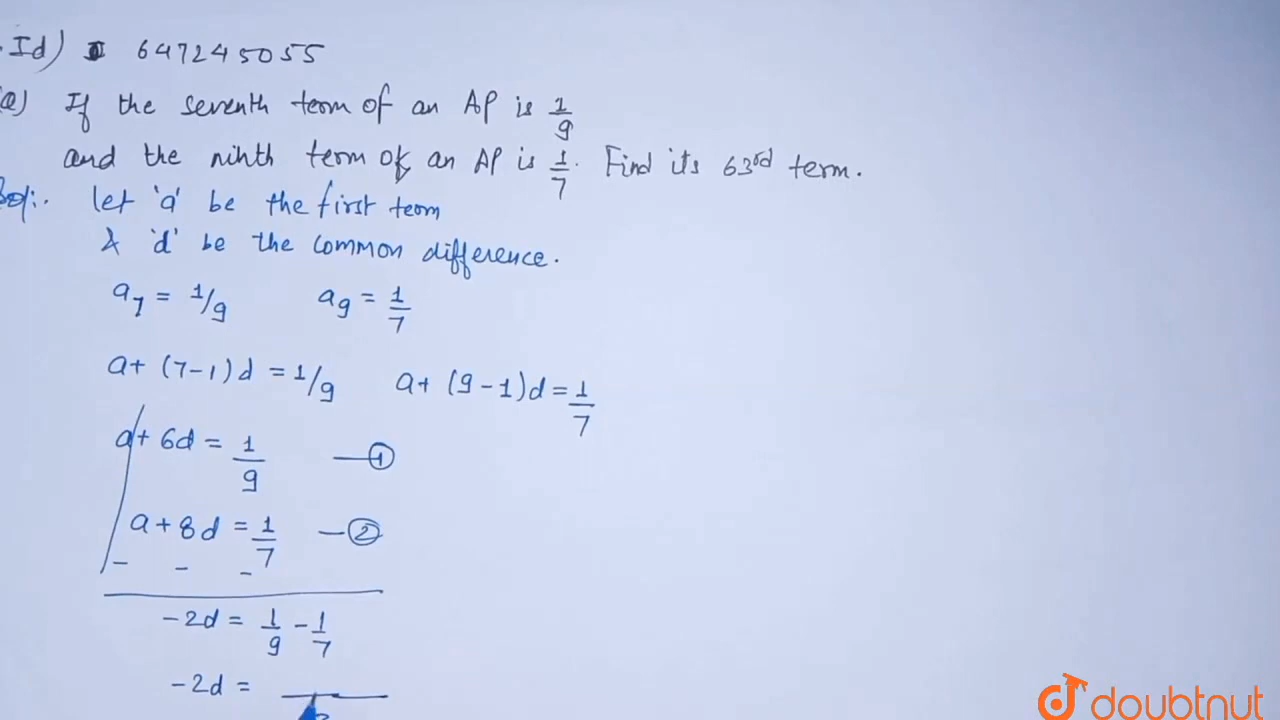 Id) 647245055
Q) If the seventh term of an AP is 1/9
and the ninth term of an AP is 1/7. Find its 63rd term.
Sol:. let 'a' be the first term
& 'd' be the common difference.
a7 = 1/9 a9 = 1/7
a+ (7-1)d = 1/9 a+ (9-1)d = 1/7
a+ 6d = 1/9 —①
a+8d = 1/7 —②
- - -
-2d = 1/9 - 1/7
-2d =
doubtnut